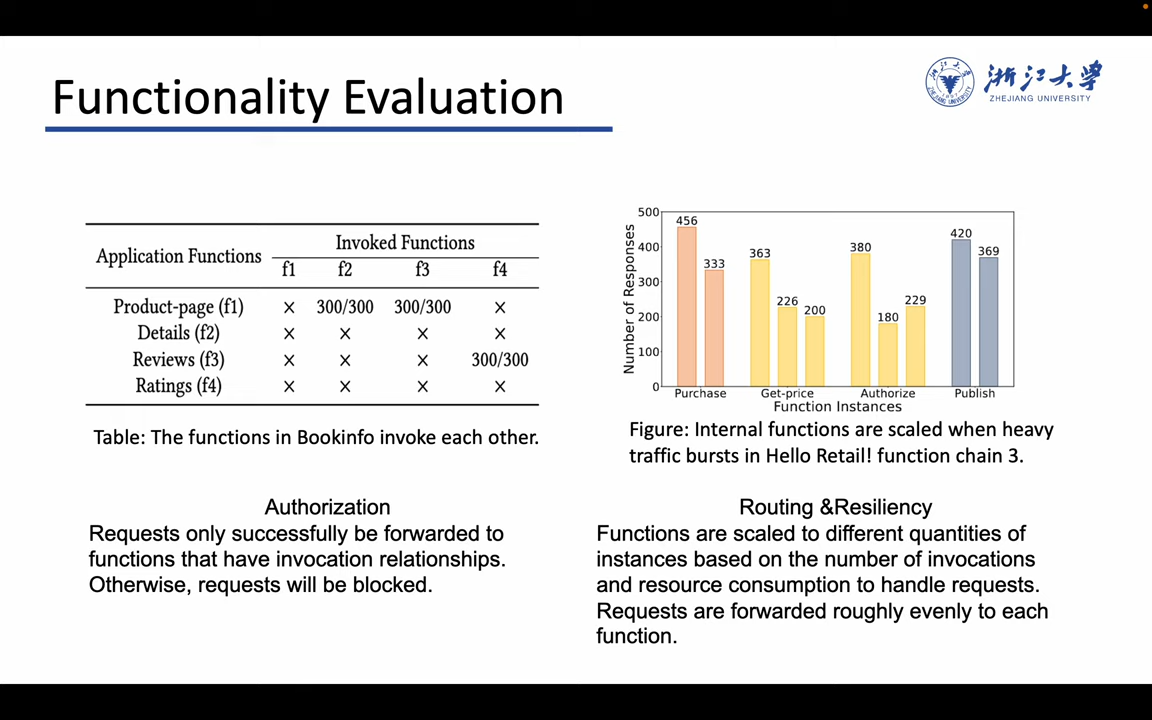 Functionality Evaluation
浙江大学
ZHEJIANG UNIVERSITY
Application Functions
Invoked Functions
f1 f2 f3 f4
Product-page (f1) × 300/300 300/300 ×
Details (f2) × × × ×
Reviews (f3) × × × 300/300
Ratings (f4) × × × ×
Table: The functions in Bookinfo invoke each other.
Number of Responses
500
400
300
200
100
0
456
333
363
226
200
380
180
229
420
369
Purchase Get-price Authorize Publish
Function Instances
Figure: Internal functions are scaled when heavy
traffic bursts in Hello Retail! function chain 3.
Authorization
Requests only successfully be forwarded to
functions that have invocation relationships.
Otherwise, requests will be blocked.
Routing &Resiliency
Functions are scaled to different quantities of
instances based on the number of invocations
and resource consumption to handle requests.
Requests are forwarded roughly evenly to each
function.